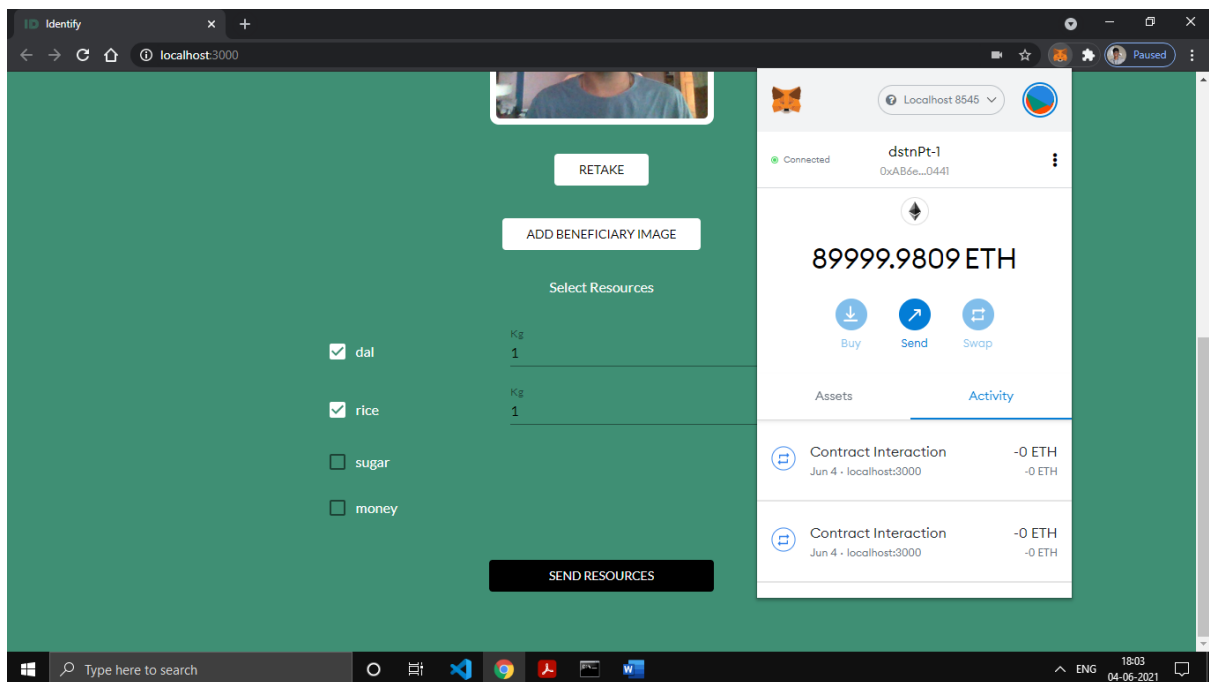 ID Identify
localhost:3000
Paused
RETAKE
ADD BENEFICIARY IMAGE
Select Resources
dal
Kg
1
rice
Kg
1
sugar
money
SEND RESOURCES
Localhost 8545
Connected
dstnPt-1
0xAB6e...0441
89999.9809 ETH
Buy Send Swap
Assets Activity
Contract Interaction -0 ETH
Jun 4 · localhost:3000 -0 ETH
Contract Interaction -0 ETH
Jun 4 · localhost:3000 -0 ETH
Type here to search
ENG
18:03
04-06-2021